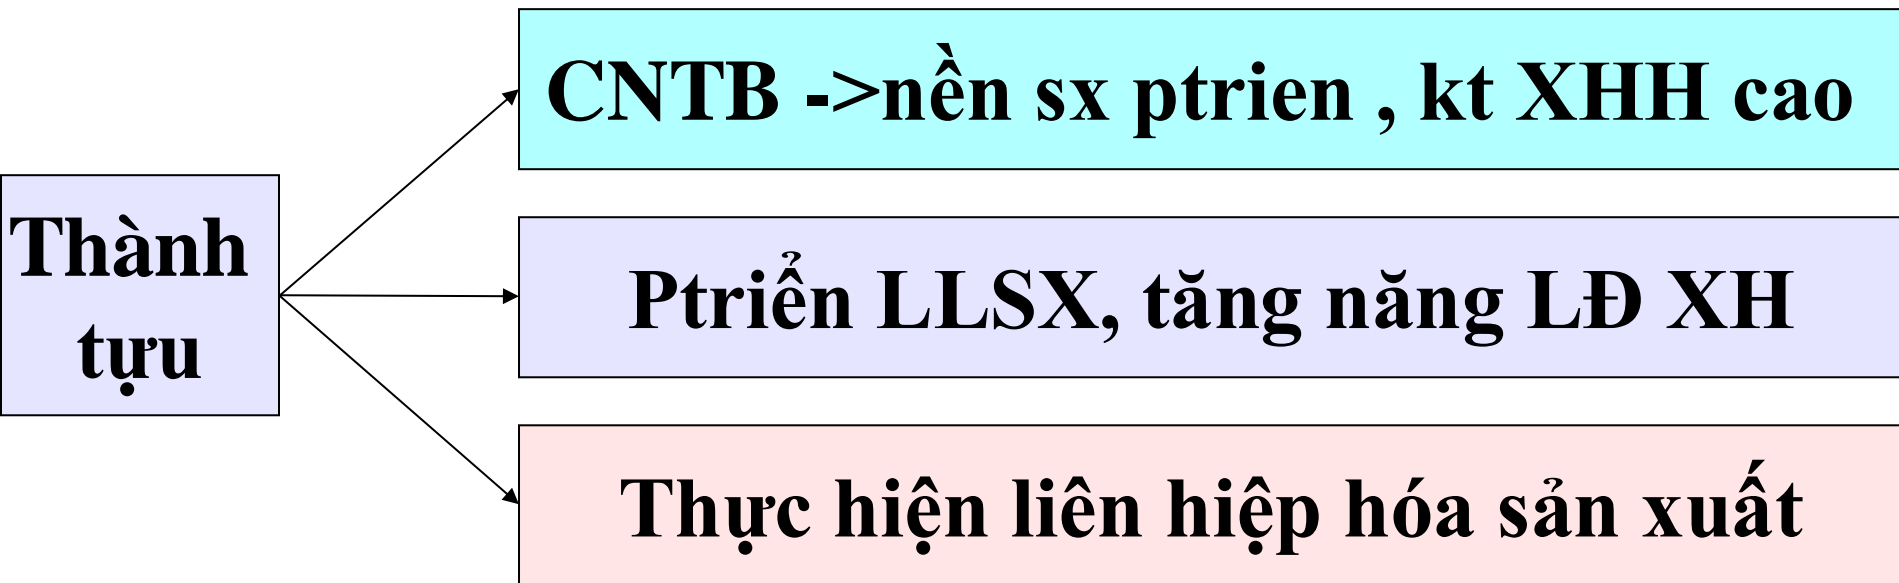 Thành
tựu
CNTB ->nền sx ptrien , kt XHH cao
Ptriển LLSX, tăng năng LĐ XH
Thực hiện liên hiệp hóa sản xuất